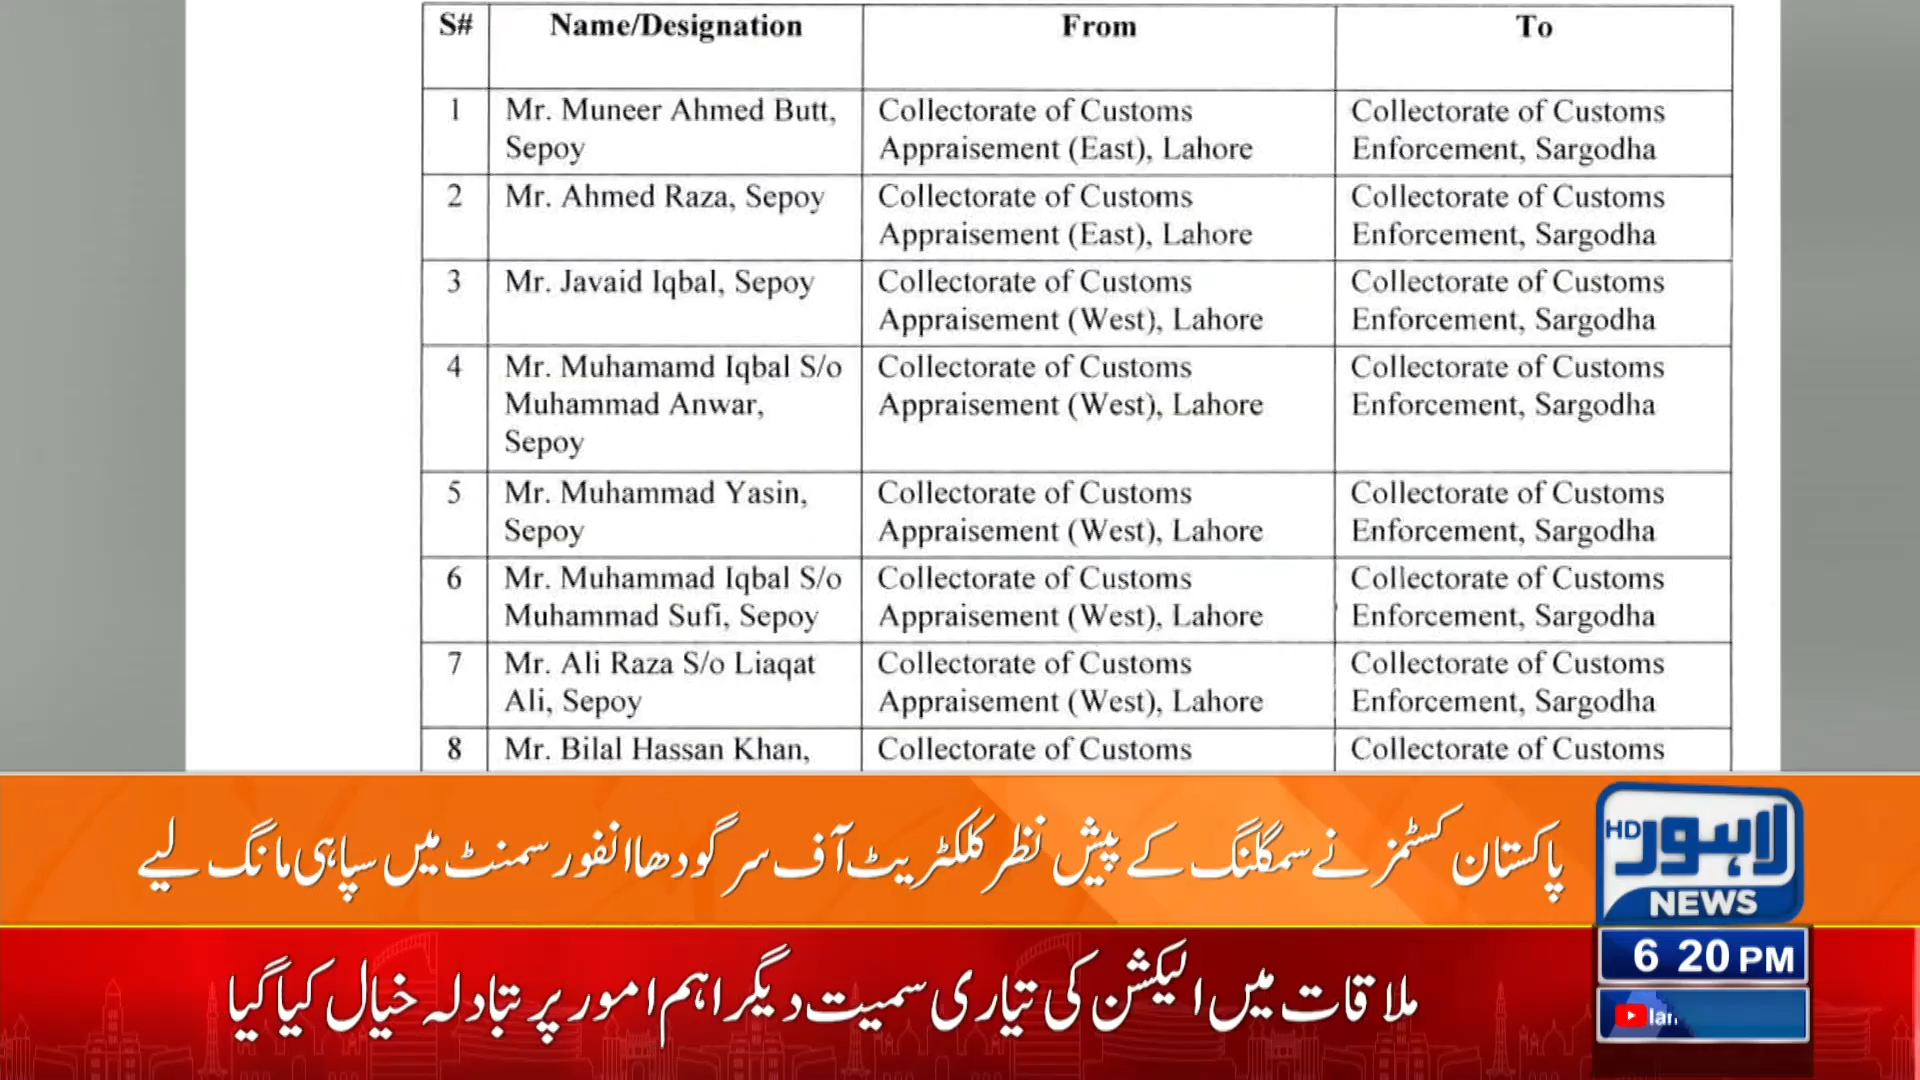 S# Name/Designation From To
1 Mr. Muneer Ahmed Butt, Collectorate of Customs Collectorate of Customs
Sepoy Appraisement (East), Lahore Enforcement, Sargodha
2 Mr. Ahmed Raza, Sepoy Collectorate of Customs Collectorate of Customs
Appraisement (East), Lahore Enforcement, Sargodha
3 Mr. Javaid Iqbal, Sepoy Collectorate of Customs Collectorate of Customs
Appraisement (West), Lahore Enforcement, Sargodha
4 Mr. Muhamamd Iqbal S/o Collectorate of Customs Collectorate of Customs
Muhammad Anwar, Appraisement (West), Lahore Enforcement, Sargodha
Sepoy
5 Mr. Muhammad Yasin, Collectorate of Customs Collectorate of Customs
Sepoy Appraisement (West), Lahore Enforcement, Sargodha
6 Mr. Muhammad Iqbal S/o Collectorate of Customs Collectorate of Customs
Muhammad Sufi, Sepoy Appraisement (West), Lahore Enforcement, Sargodha
7 Mr. Ali Raza S/o Liaqat Collectorate of Customs Collectorate of Customs
Ali, Sepoy Appraisement (West), Lahore Enforcement, Sargodha
8 Mr. Bilal Hassan Khan, Collectorate of Customs Collectorate of Customs
پاکستان کسٹمز نے سمگلنگ کے پیش نظر کلکٹریٹ آف سرگودھا انفورسمنٹ میں سپاہی مانگ لیے
HD لاہور
NEWS
6 20 PM
ملاقات میں الیکشن کی تیاری سمیت دیگر اہم امور پر تبادلہ خیال کیا گیا